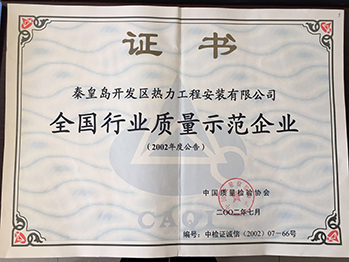 证书
秦皇岛开发区热力工程安装有限公司
全国行业质量示范企业
（2002年度公告）
CAQI
中国质量检验协会
二〇〇二年七月
编号：中检证诚信（2002）07—66号